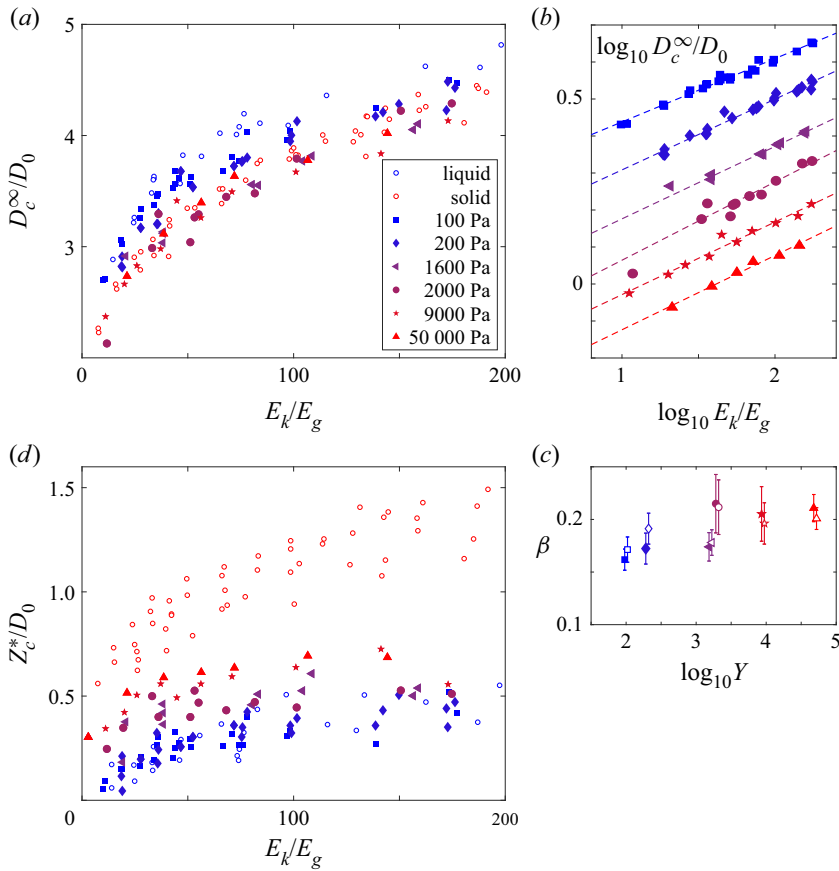 (a)
5
4
3
2
D_c^∞/D_0
0
100
200
E_k/E_g
liquid
solid
100 Pa
200 Pa
1600 Pa
2000 Pa
9000 Pa
50 000 Pa
(b)
log₁₀ D_c^∞/D_0
0.5
0
1
2
log₁₀ E_k/E_g
(d)
1.5
1.0
0.5
0
Z_c^*/D_0
0
100
200
E_k/E_g
(c)
0.2
0.1
β
2
3
4
5
log₁₀ Y